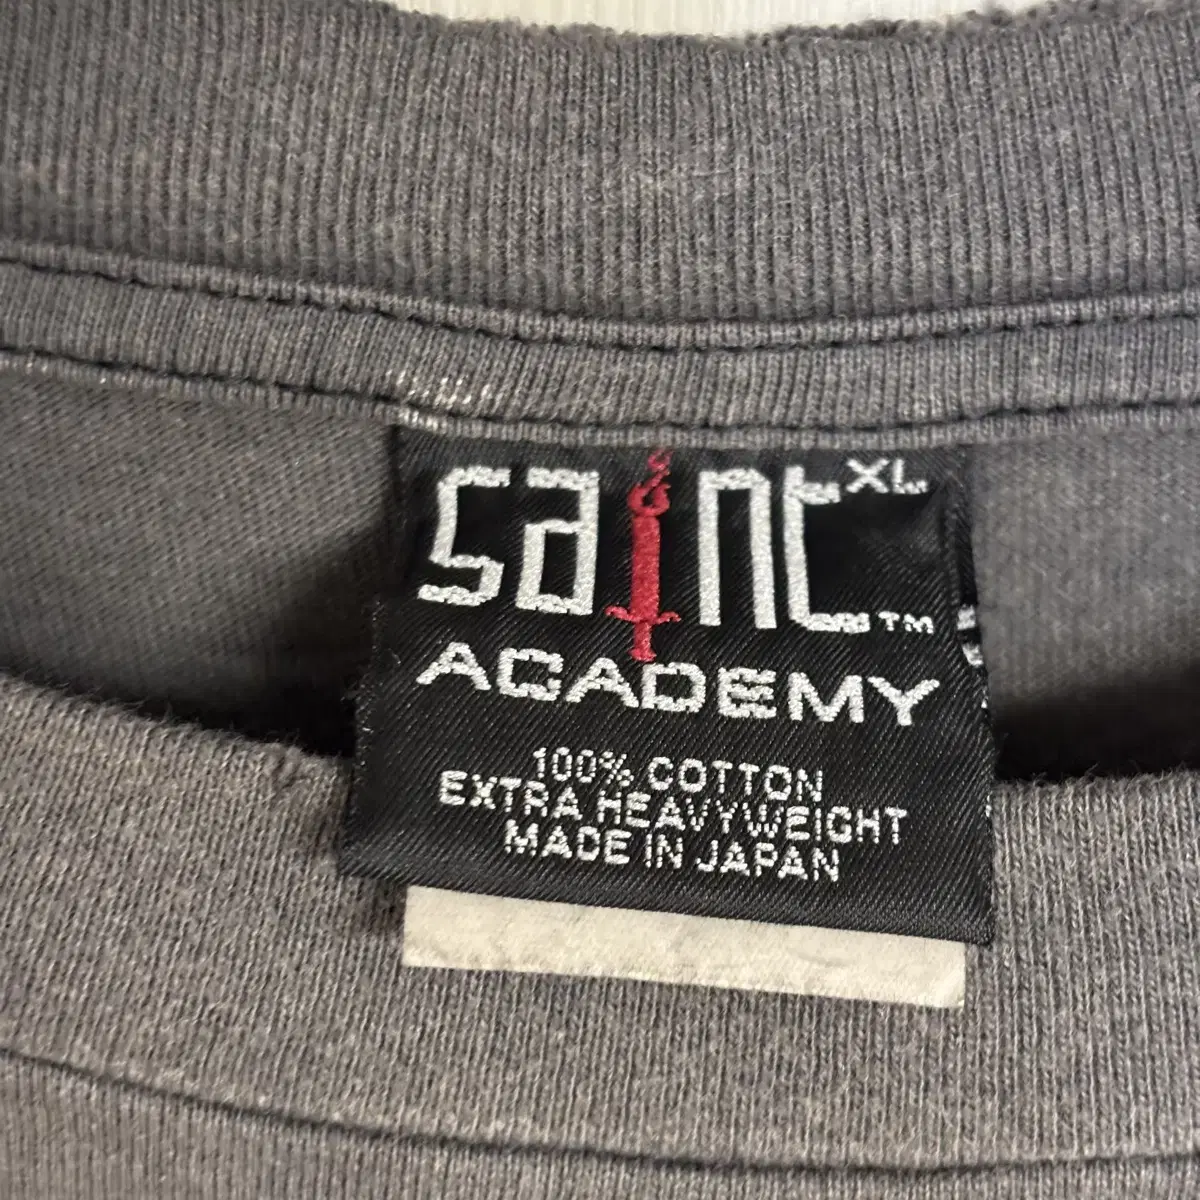 saint XL
TM
ACADEMY
100% COTTON
EXTRA HEAVYWEIGHT
MADE IN JAPAN